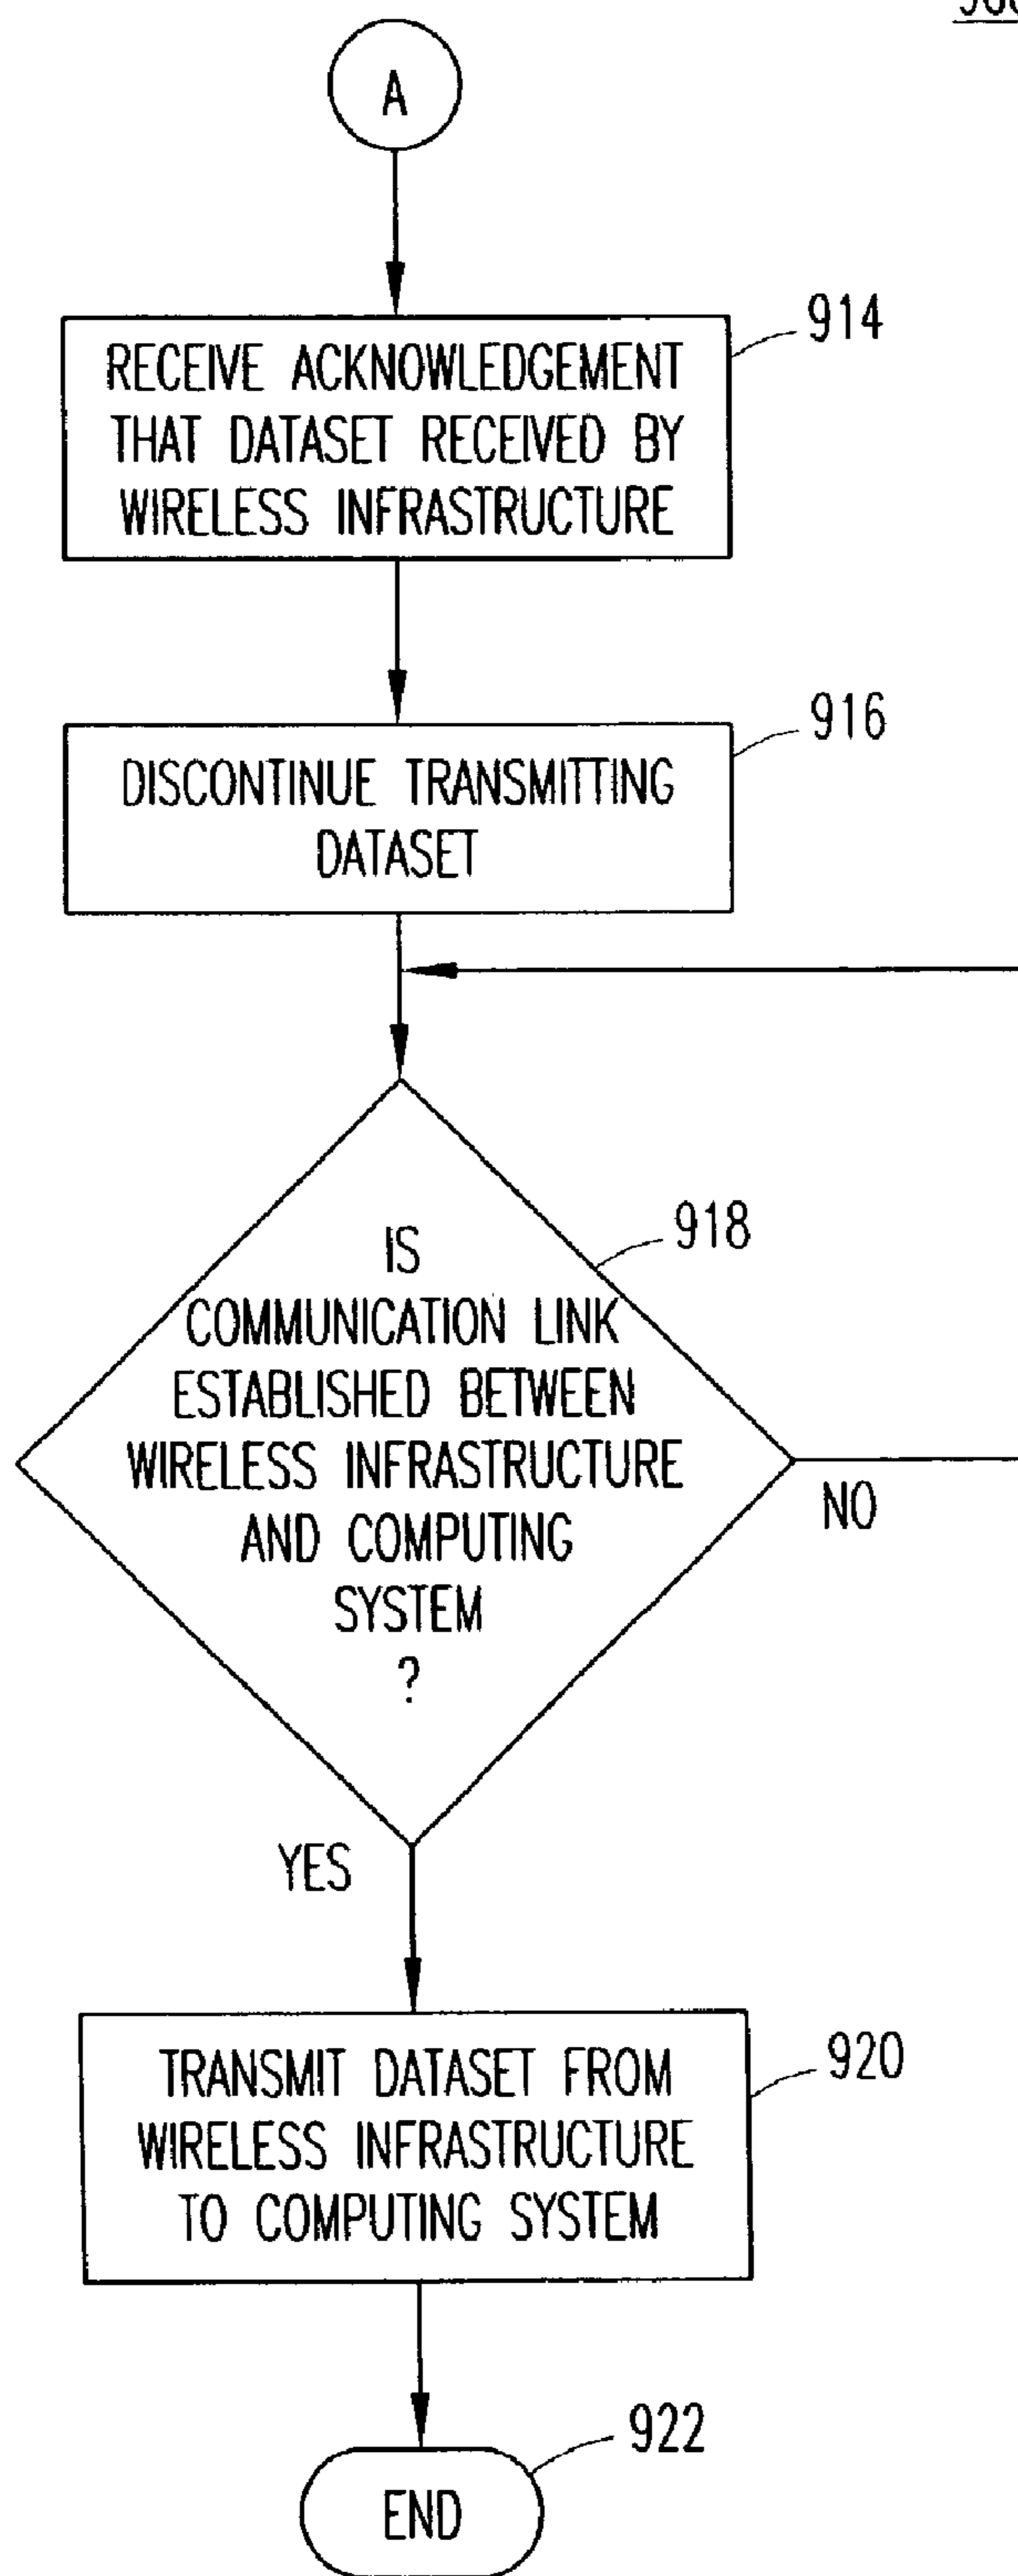 A
914
RECEIVE ACKNOWLEDGEMENT
THAT DATASET RECEIVED BY
WIRELESS INFRASTRUCTURE
916
DISCONTINUE TRANSMITTING
DATASET
918
IS
COMMUNICATION LINK
ESTABLISHED BETWEEN
WIRELESS INFRASTRUCTURE
AND COMPUTING
SYSTEM
?
NO
YES
920
TRANSMIT DATASET FROM
WIRELESS INFRASTRUCTURE
TO COMPUTING SYSTEM
922
END